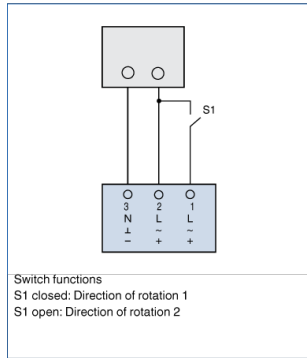 S1
3 2 1
N L L
⊥ ~ ~
− + +
Switch functions
S1 closed: Direction of rotation 1
S1 open: Direction of rotation 2